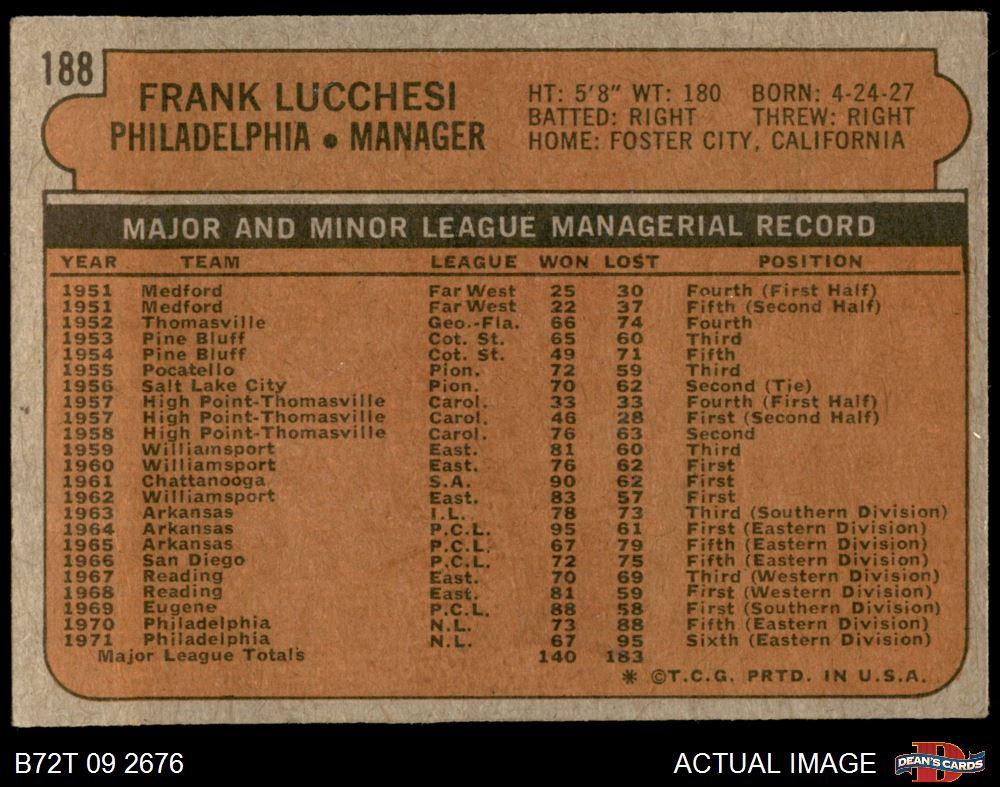 188
FRANK LUCCHESI
PHILADELPHIA • MANAGER
HT: 5'8" WT: 180 BORN: 4-24-27
BATTED: RIGHT THREW: RIGHT
HOME: FOSTER CITY, CALIFORNIA
MAJOR AND MINOR LEAGUE MANAGERIAL RECORD
YEAR TEAM LEAGUE WON LOST POSITION
1951 Medford Far West 25 30 Fourth (First Half)
1951 Medford Far West 22 37 Fifth (Second Half)
1952 Thomasville Geo.-Fla. 66 74 Fourth
1953 Pine Bluff Cot. St. 65 60 Third
1954 Pine Bluff Cot. St. 49 71 Fifth
1955 Pocatello Pion. 72 59 Third
1956 Salt Lake City Pion. 70 62 Second (Tie)
1957 High Point-Thomasville Carol. 33 33 Fourth (First Half)
1957 High Point-Thomasville Carol. 46 28 First (Second Half)
1958 High Point-Thomasville Carol. 76 63 Second
1959 Williamsport East. 81 60 Third
1960 Williamsport East. 76 62 First
1961 Chattanooga S.A. 90 62 First
1962 Williamsport East. 83 57 First
1963 Arkansas I.L. 78 73 Third (Southern Division)
1964 Arkansas P.C.L. 95 61 First (Eastern Division)
1965 Arkansas P.C.L. 67 79 Fifth (Eastern Division)
1966 San Diego P.C.L. 72 75 Fifth (Eastern Division)
1967 Reading East. 70 69 Third (Western Division)
1968 Reading East. 81 59 First (Western Division)
1969 Eugene P.C.L. 88 58 First (Southern Division)
1970 Philadelphia N.L. 73 88 Fifth (Eastern Division)
1971 Philadelphia N.L. 67 95 Sixth (Eastern Division)
Major League Totals 140 183
* ©T.C.G. PRTD. IN U.S.A.
B72T 09 2676
ACTUAL IMAGE
D
DEAN'S CARDS